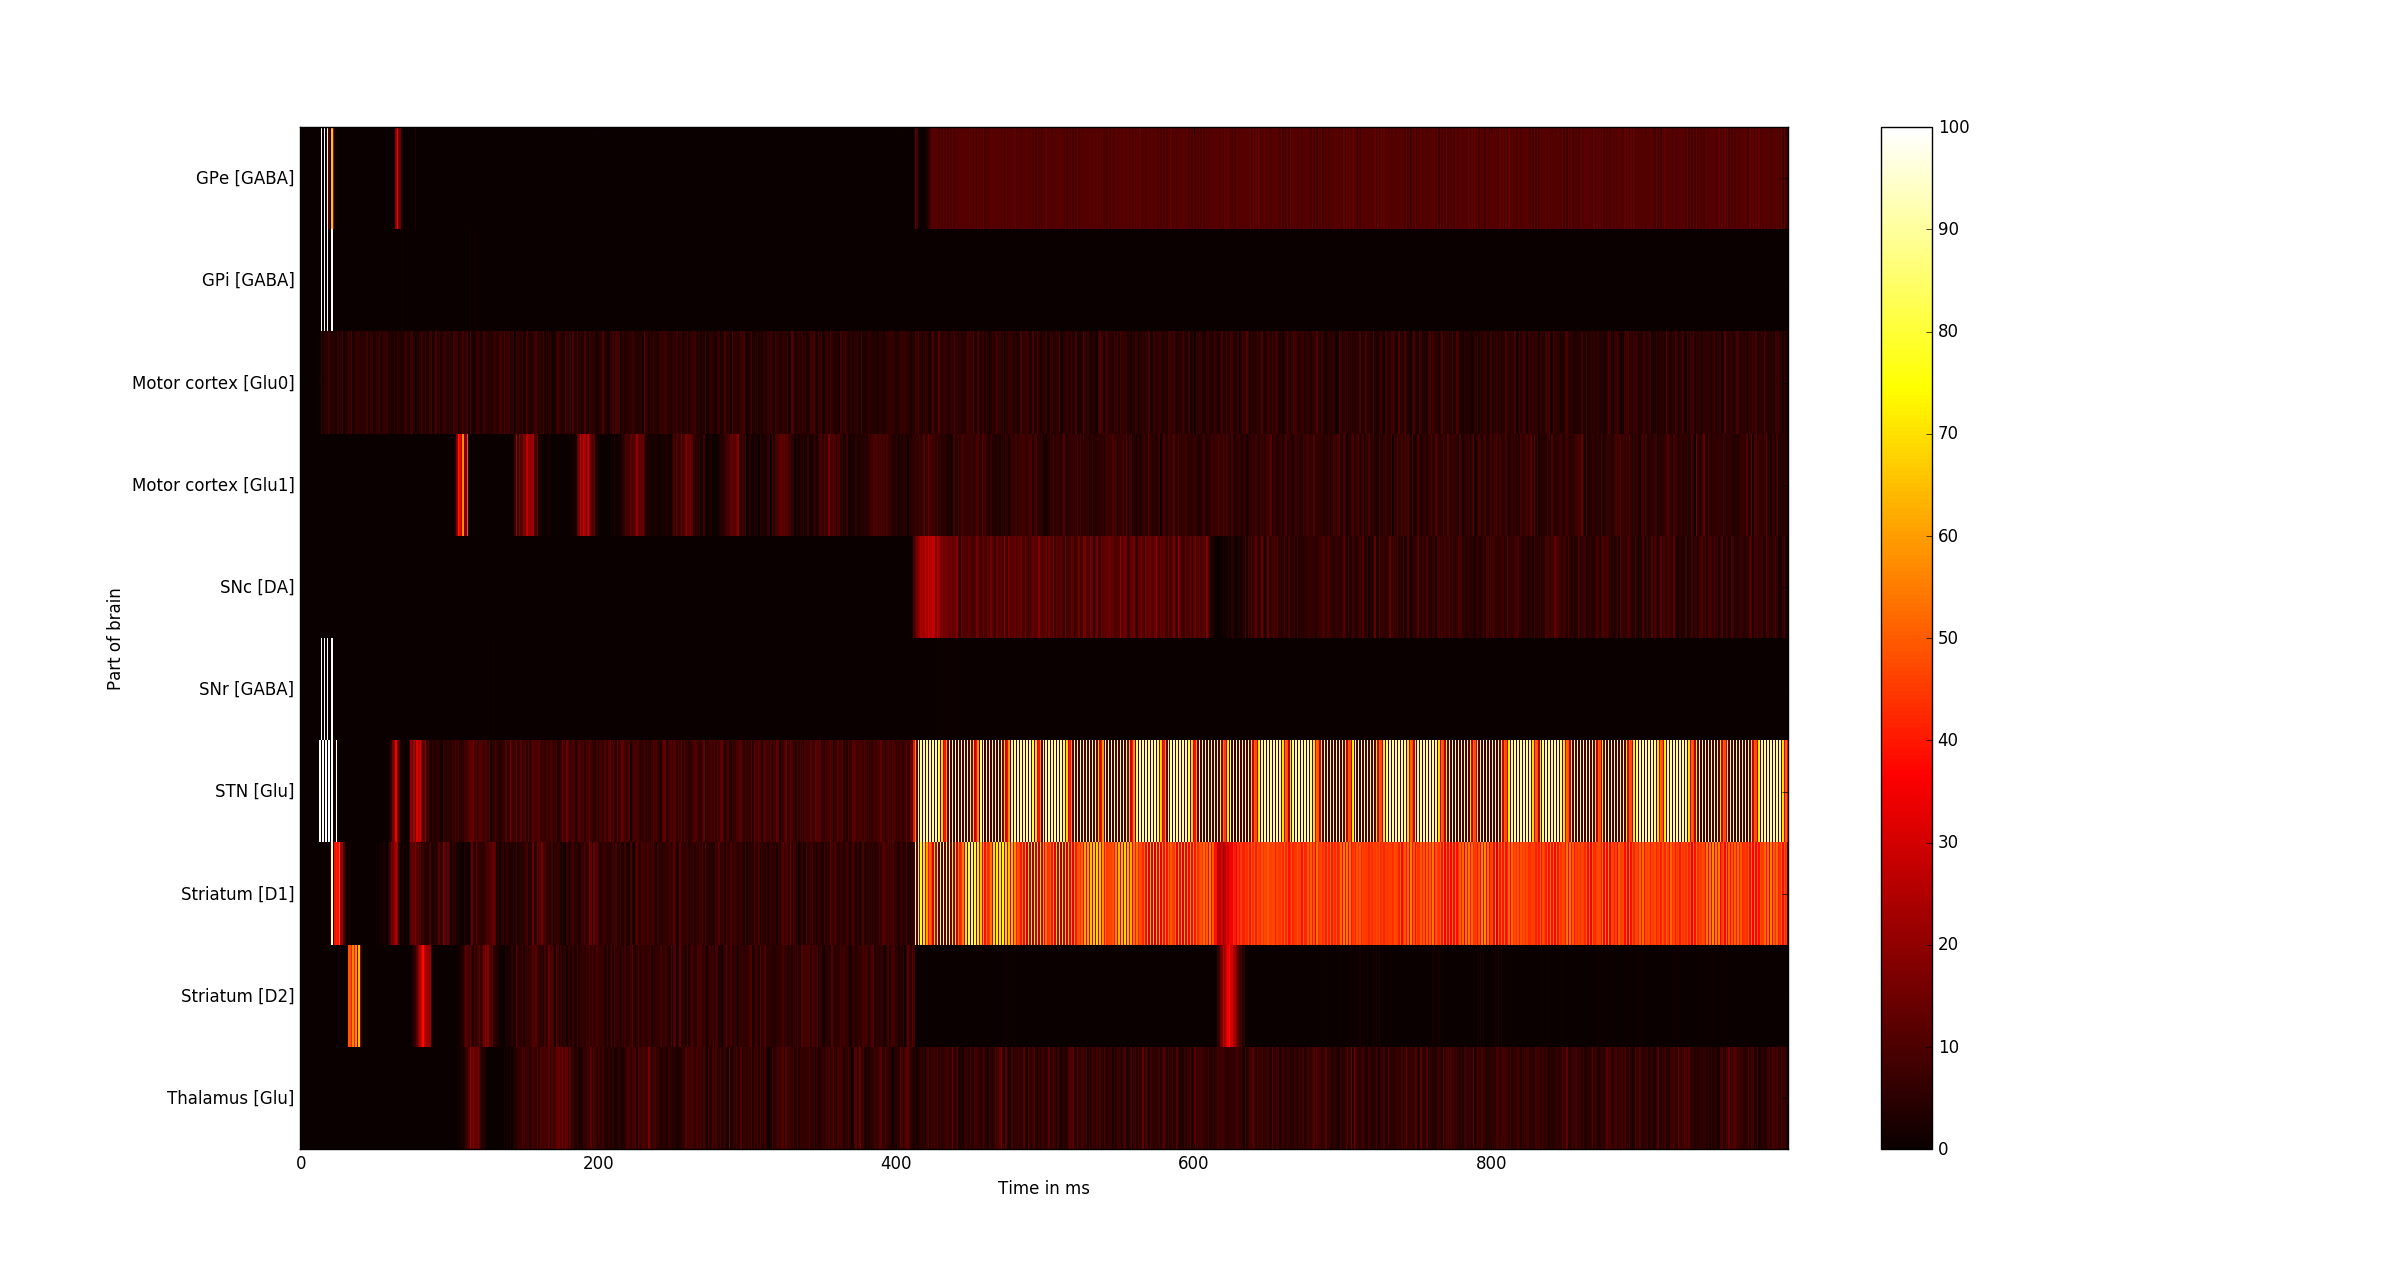 Part of brain
GPe [GABA]
GPi [GABA]
Motor cortex [Glu0]
Motor cortex [Glu1]
SNc [DA]
SNr [GABA]
STN [Glu]
Striatum [D1]
Striatum [D2]
Thalamus [Glu]
0
200
400
600
800
Time in ms
100
90
80
70
60
50
40
30
20
10
0